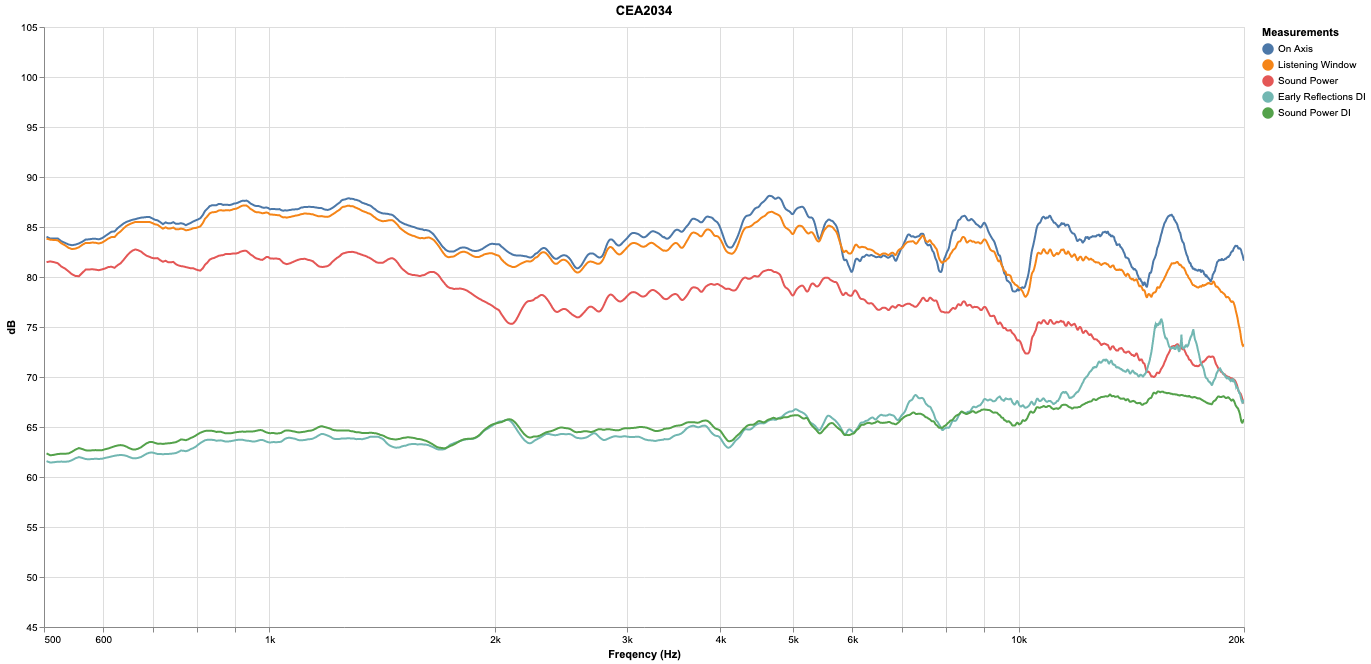 CEA2034
105
100
95
90
85
80
75
70
65
60
55
50
45
dB
500 600 1k 2k 3k 4k 5k 6k 10k 20k
Freqency (Hz)
Measurements
On Axis
Listening Window
Sound Power
Early Reflections DI
Sound Power DI